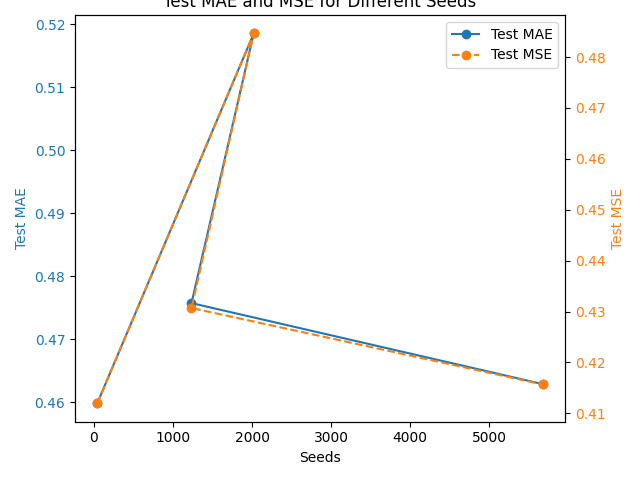 Test MAE and MSE for Different Seeds
Test MAE
Test MSE
0.52
0.51
0.50
0.49
0.48
0.47
0.46
Test MAE
0.48
0.47
0.46
0.45
0.44
0.43
0.42
0.41
Test MSE
0 1000 2000 3000 4000 5000
Seeds